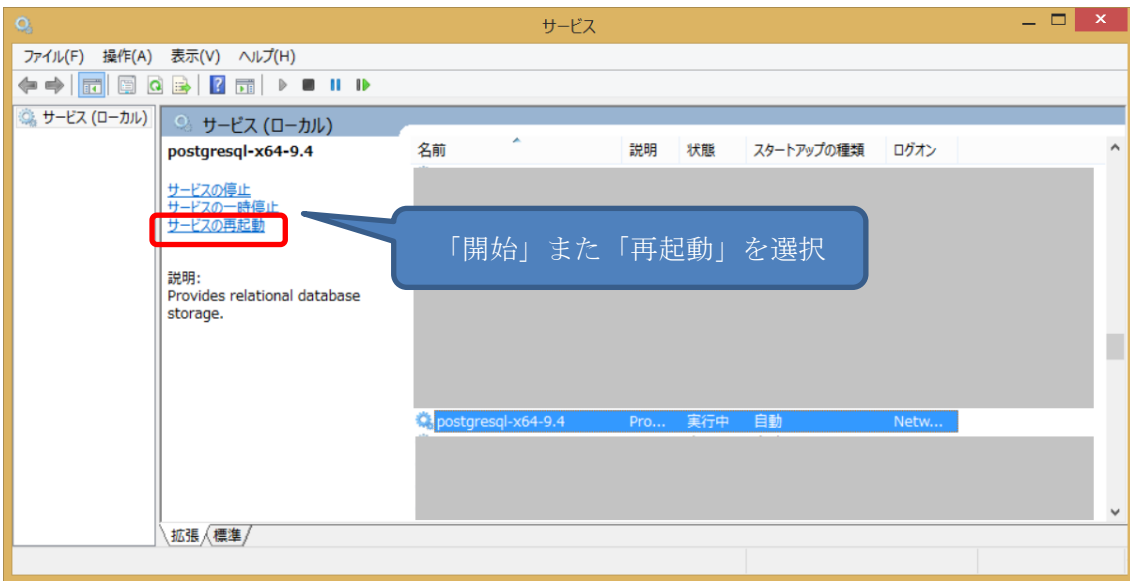 サービス
ファイル(F) 操作(A) 表示(V) ヘルプ(H)
サービス (ローカル)
サービス (ローカル)
postgresql-x64-9.4
サービスの停止
サービスの一時停止
サービスの再起動
説明:
Provides relational database
storage.
名前 説明 状態 スタートアップの種類 ログオン
「開始」また「再起動」を選択
postgresql-x64-9.4 Pro... 実行中 自動 Netw...
拡張 標準